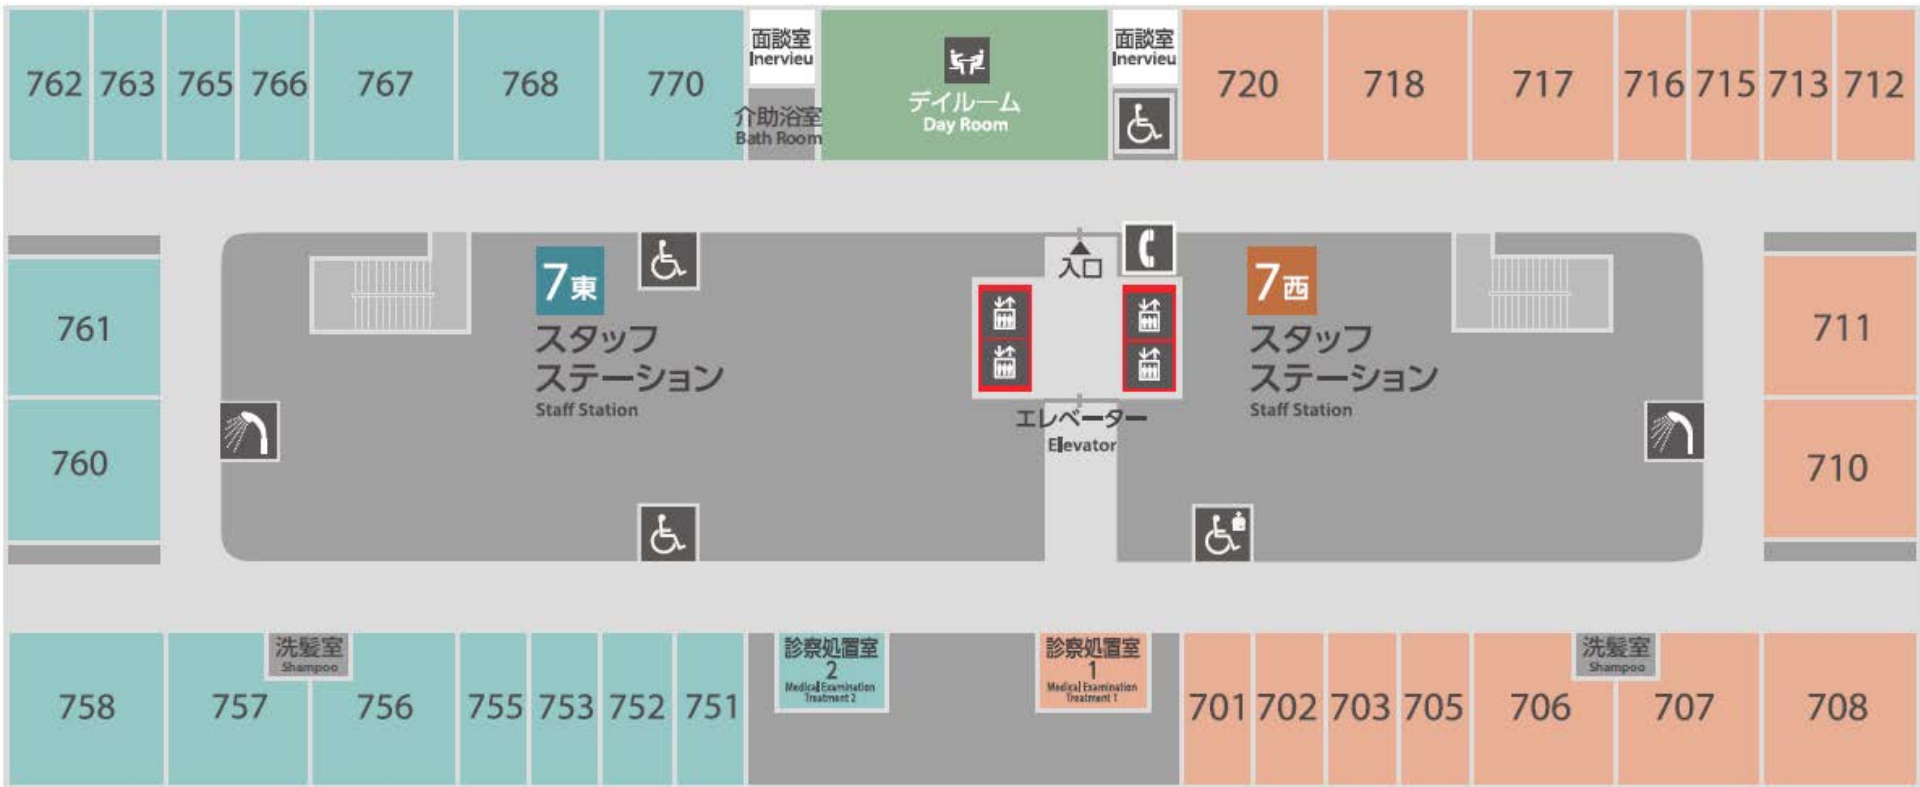 762
763
765
766
767
768
770
面談室
Inervieu
介助浴室
Bath Room
デイルーム
Day Room
面談室
Inervieu
720
718
717
716
715
713
712
761
760
7東
スタッフ
ステーション
Staff Station
入口
エレベーター
Elevator
7西
スタッフ
ステーション
Staff Station
711
710
758
757
洗髪室
Shampoo
756
755
753
752
751
診察処置室
2
Medical Examination
Treatment 2
診察処置室
1
Medical Examination
Treatment 1
701
702
703
705
706
洗髪室
Shampoo
707
708